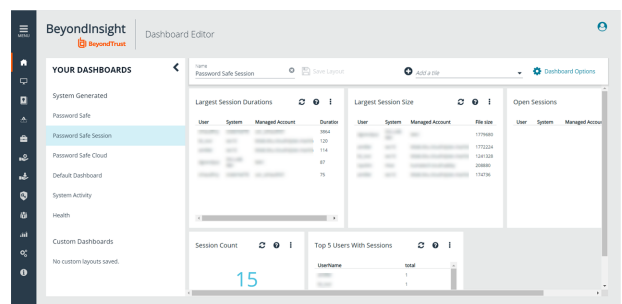 MENU
BeyondInsight
BeyondTrust
Dashboard Editor
YOUR DASHBOARDS
System Generated
Password Safe
Password Safe Session
Password Safe Cloud
Default Dashboard
System Activity
Health
Custom Dashboards
No custom layouts saved.
name
Password Safe Session
Save Layout
Add a tile
Dashboard Options
Largest Session Durations
User System Managed Account Duration
3964
120
114
87
75
Largest Session Size
User System Managed Account File size
1779680
1772224
1241328
209880
174736
Open Sessions
User System Managed Accou
Session Count
15
Top 5 Users With Sessions
UserName total
1
1